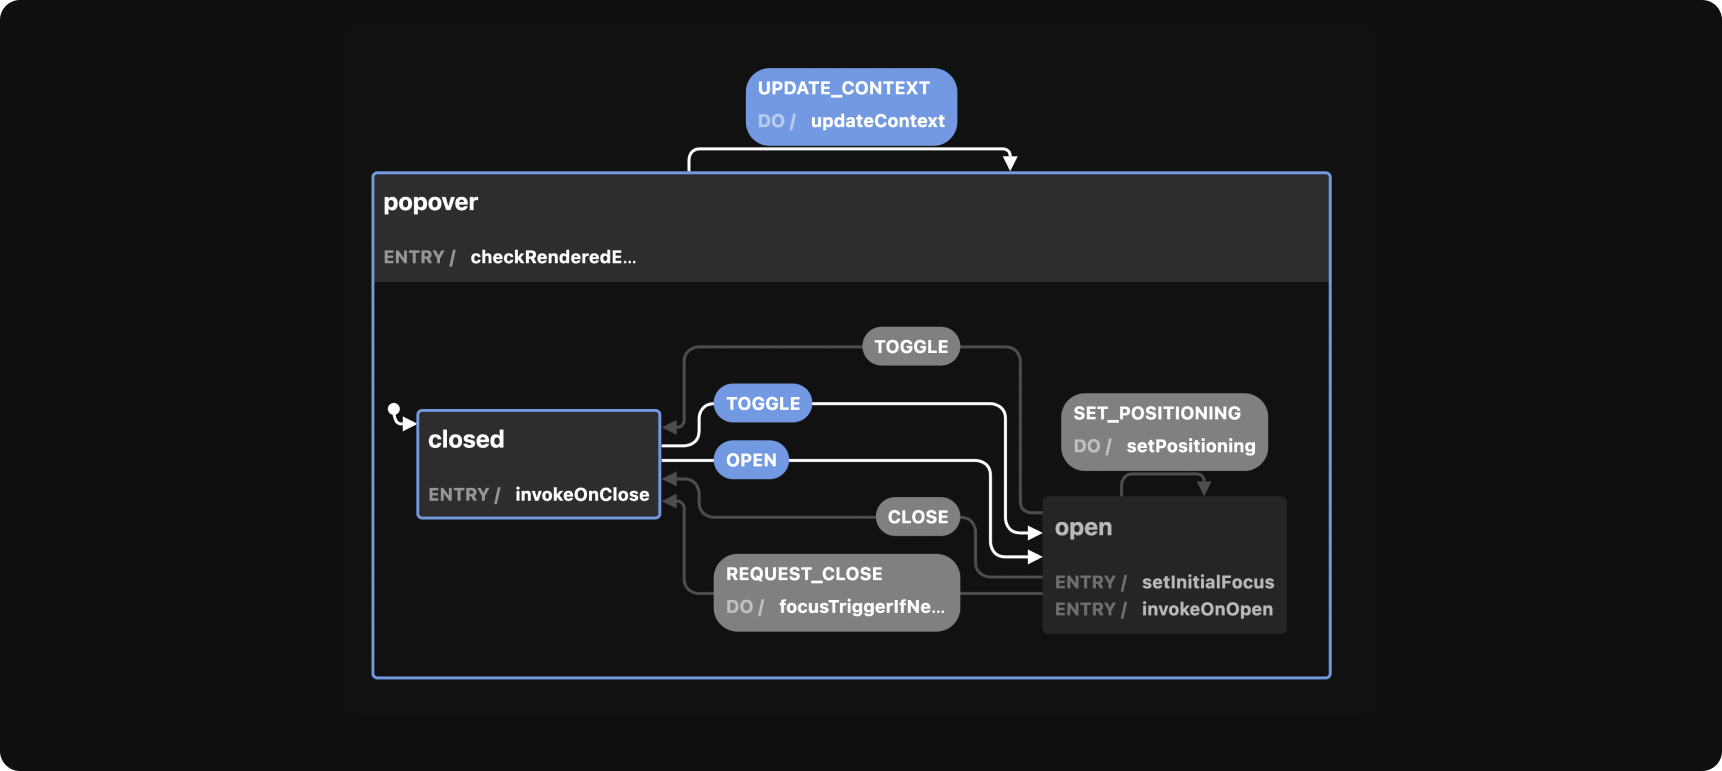 UPDATE_CONTEXT
DO / updateContext
popover
ENTRY / checkRenderedE...
TOGGLE
TOGGLE
SET_POSITIONING
DO / setPositioning
closed
OPEN
ENTRY / invokeOnClose
CLOSE
open
REQUEST_CLOSE
DO / focusTriggerIfNe...
ENTRY / setInitialFocus
ENTRY / invokeOnOpen